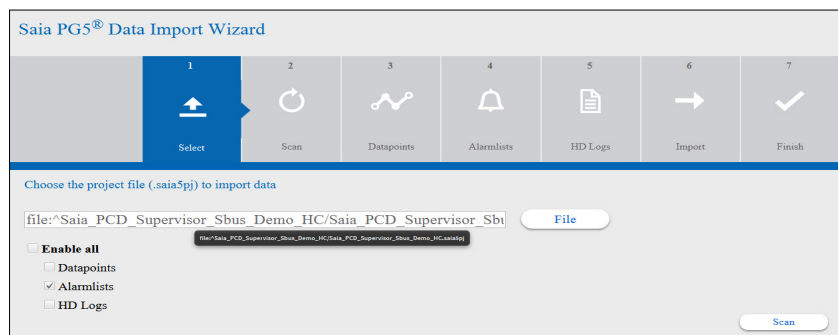 Saia PG5® Data Import Wizard
1 2 3 4 5 6 7
Select Scan Datapoints Alarmlists HD Logs Import Finish
Choose the project file (.saia5pj) to import data
file:^Saia_PCD_Supervisor_Sbus_Demo_HC/Saia_PCD_Supervisor_Sbu File
file:^Saia_PCD_Supervisor_Sbus_Demo_HC/Saia_PCD_Supervisor_Sbus_Demo_HC.saia5pj
Enable all
Datapoints
Alarmlists
HD Logs
Scan